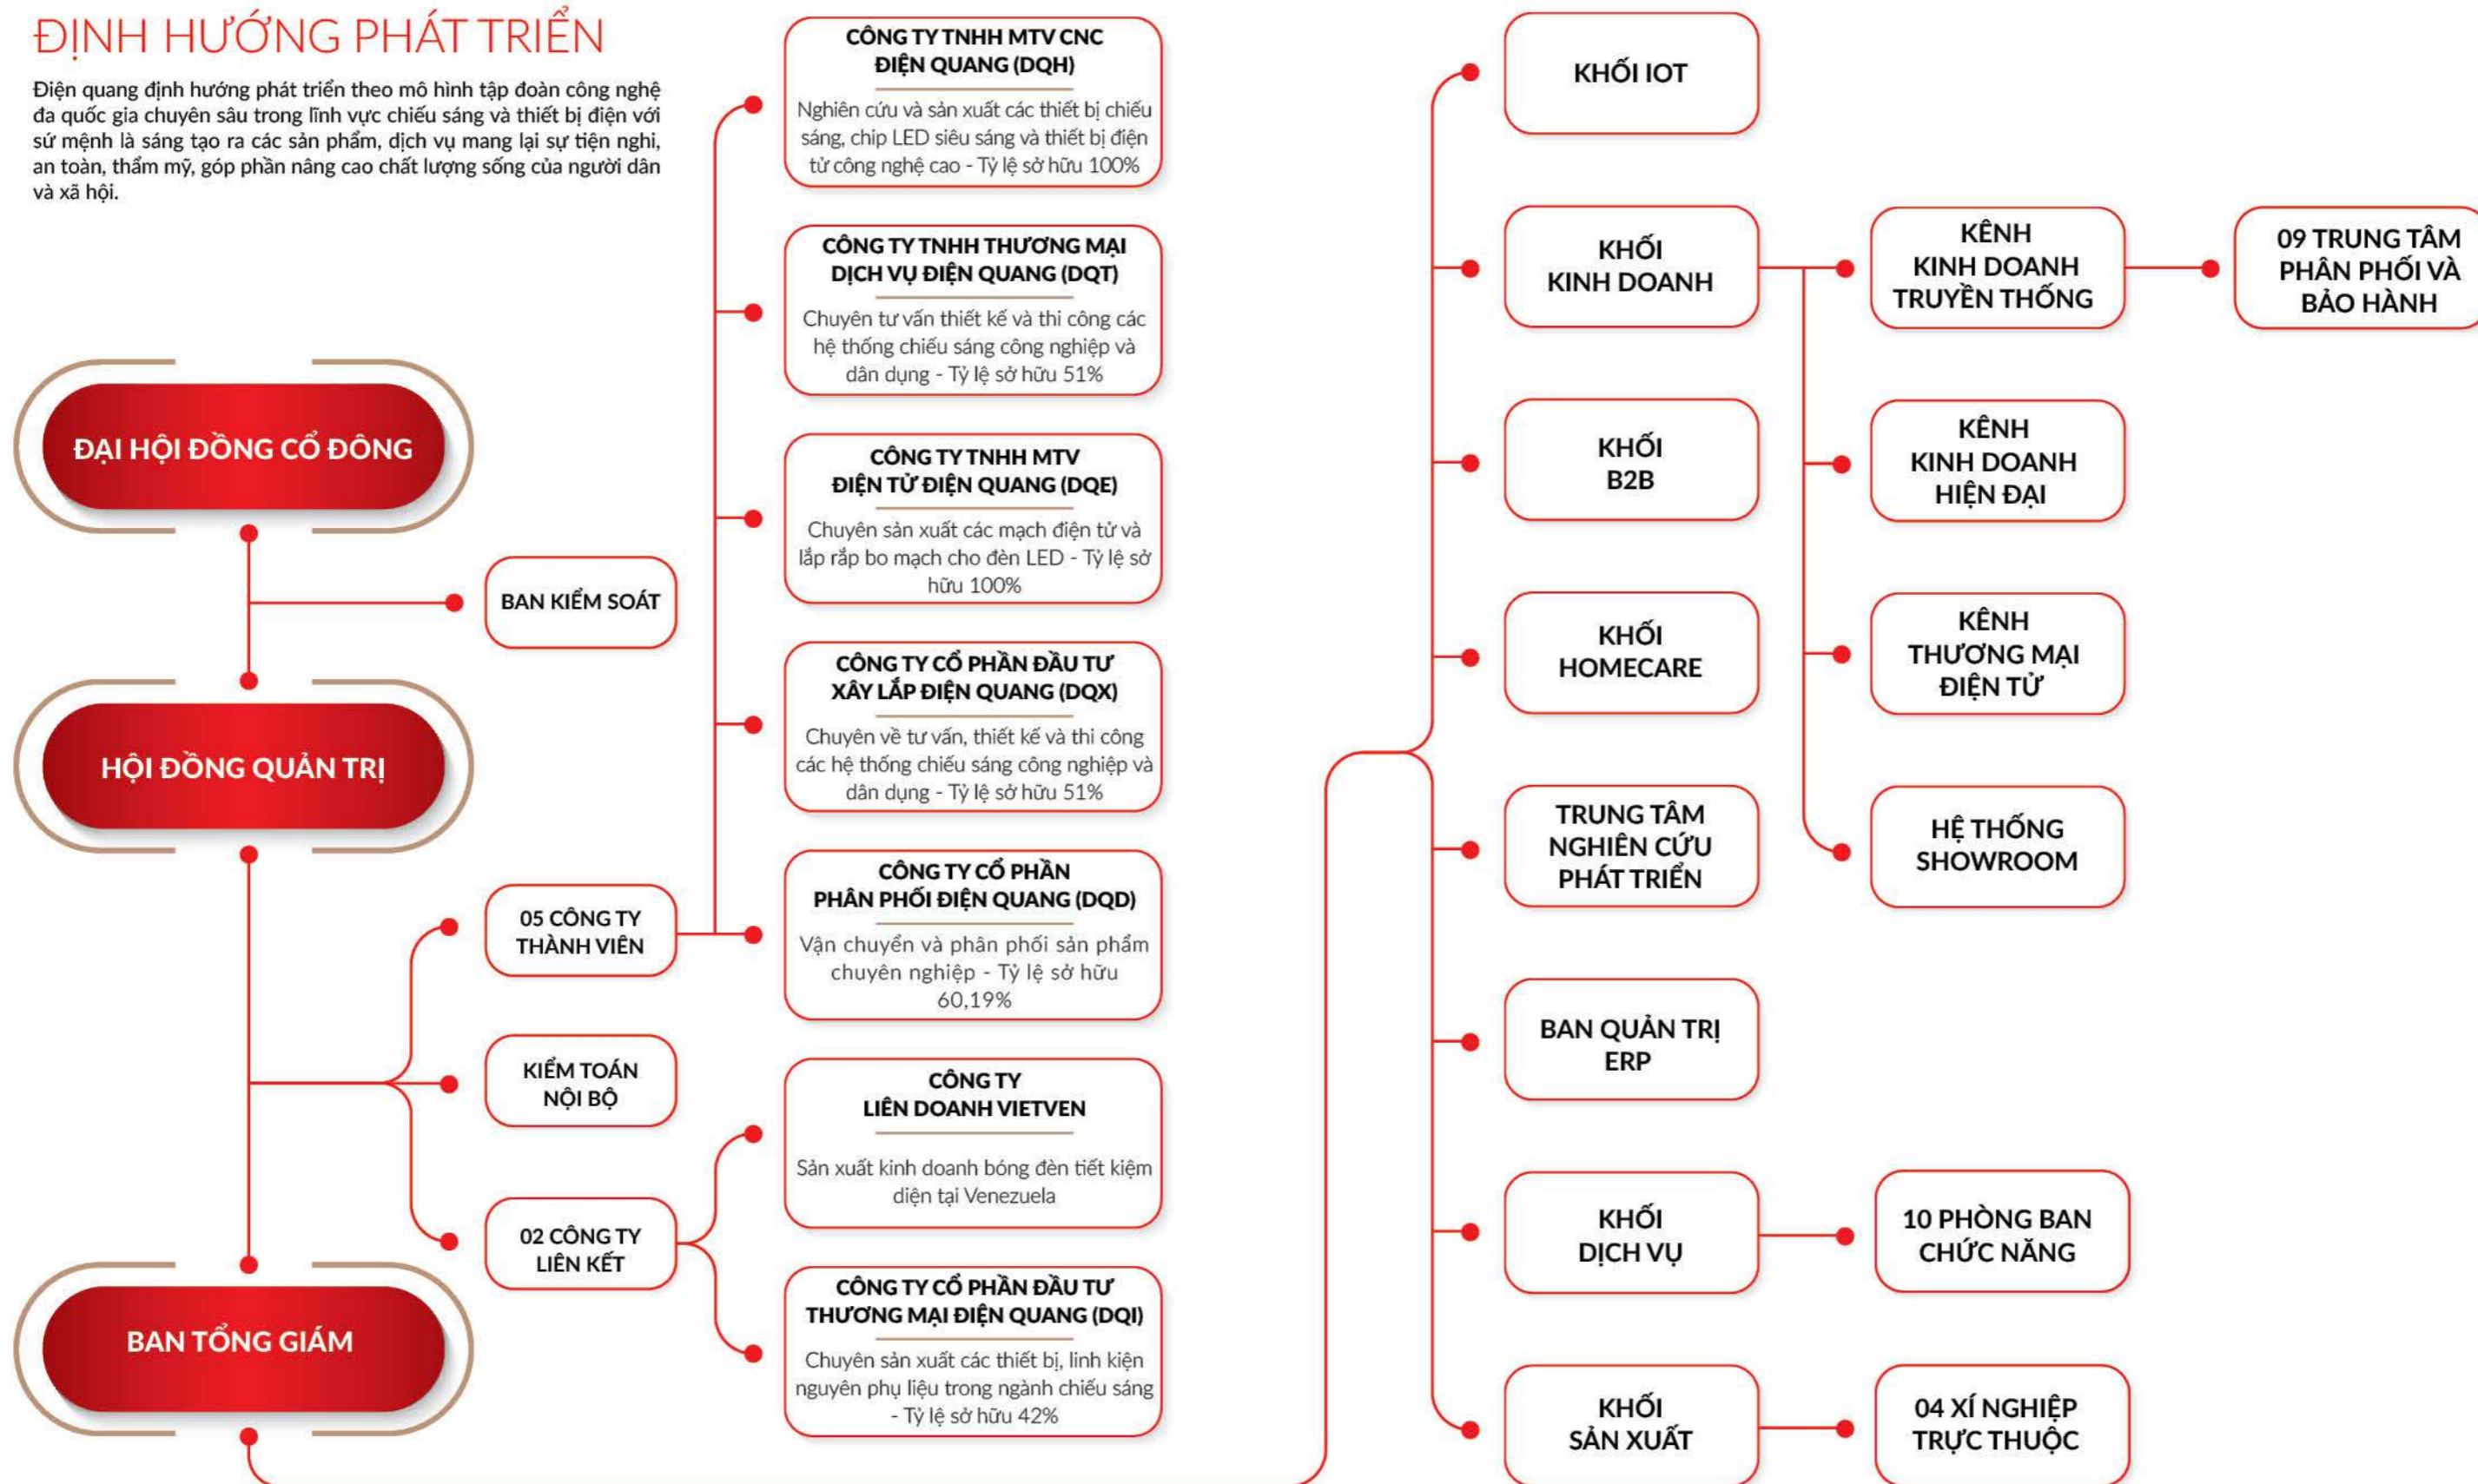 ĐỊNH HƯỚNG PHÁT TRIỂN
Điện quang định hướng phát triển theo mô hình tập đoàn công nghệ
đa quốc gia chuyên sâu trong lĩnh vực chiếu sáng và thiết bị điện với
sứ mệnh là sáng tạo ra các sản phẩm, dịch vụ mang lại sự tiện nghi,
an toàn, thẩm mỹ, góp phần nâng cao chất lượng sống của người dân
và xã hội.
ĐẠI HỘI ĐỒNG CỔ ĐÔNG
BAN KIỂM SOÁT
HỘI ĐỒNG QUẢN TRỊ
05 CÔNG TY
THÀNH VIÊN
KIỂM TOÁN
NỘI BỘ
02 CÔNG TY
LIÊN KẾT
BAN TỔNG GIÁM
CÔNG TY TNHH MTV CNC
ĐIỆN QUANG (DQH)
Nghiên cứu và sản xuất các thiết bị chiếu
sáng, chip LED siêu sáng và thiết bị điện
tử công nghệ cao - Tỷ lệ sở hữu 100%
CÔNG TY TNHH THƯƠNG MẠI
DỊCH VỤ ĐIỆN QUANG (DQT)
Chuyên tư vấn thiết kế và thi công các
hệ thống chiếu sáng công nghiệp và
dân dụng - Tỷ lệ sở hữu 51%
CÔNG TY TNHH MTV
ĐIỆN TỬ ĐIỆN QUANG (DQE)
Chuyên sản xuất các mạch điện tử và
lắp rắp bo mạch cho đèn LED - Tỷ lệ sở
hữu 100%
CÔNG TY CỔ PHẦN ĐẦU TƯ
XÂY LẮP ĐIỆN QUANG (DQX)
Chuyên về tư vấn, thiết kế và thi công
các hệ thống chiếu sáng công nghiệp và
dân dụng - Tỷ lệ sở hữu 51%
CÔNG TY CỔ PHẦN
PHÂN PHỐI ĐIỆN QUANG (DQD)
Vận chuyển và phân phối sản phẩm
chuyên nghiệp - Tỷ lệ sở hữu
60,19%
CÔNG TY
LIÊN DOANH VIETVEN
Sản xuất kinh doanh bóng đèn tiết kiệm
diện tại Venezuela
CÔNG TY CỔ PHẦN ĐẦU TƯ
THƯƠNG MẠI ĐIỆN QUANG (DQI)
Chuyên sản xuất các thiết bị, linh kiện
nguyên phụ liệu trong ngành chiếu sáng
- Tỷ lệ sở hữu 42%
KHỐI IOT
KHỐI
KINH DOANH
KHỐI
B2B
KHỐI
HOMECARE
TRUNG TÂM
NGHIÊN CỨU
PHÁT TRIỂN
BAN QUẢN TRỊ
ERP
KHỐI
DỊCH VỤ
KHỐI
SẢN XUẤT
KÊNH
KINH DOANH
TRUYỀN THỐNG
KÊNH
KINH DOANH
HIỆN ĐẠI
KÊNH
THƯƠNG MẠI
ĐIỆN TỬ
HỆ THỐNG
SHOWROOM
10 PHÒNG BAN
CHỨC NĂNG
04 XÍ NGHIỆP
TRỰC THUỘC
09 TRUNG TÂM
PHÂN PHỐI VÀ
BẢO HÀNH